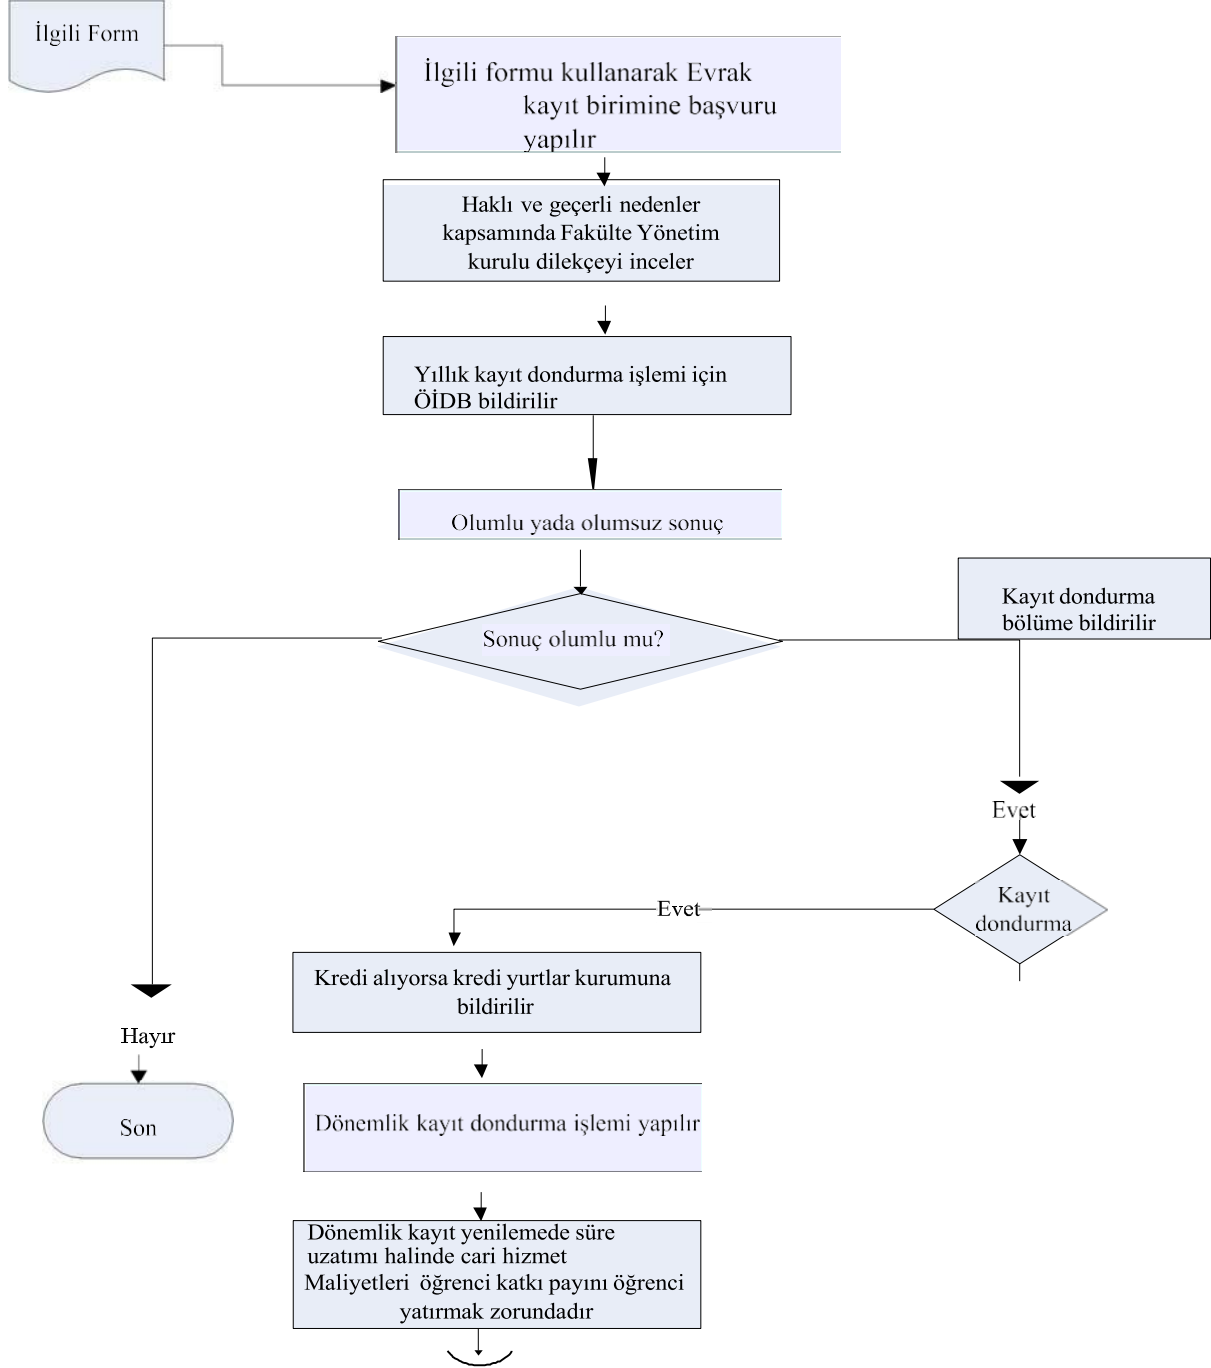 İlgili Form
İlgili formu kullanarak Evrak
kayıt birimine başvuru
yapılır
Haklı ve geçerli nedenler
kapsamında Fakülte Yönetim
kurulu dilekçeyi inceler
Yıllık kayıt dondurma işlemi için
ÖİDB bildirilir
Olumlu yada olumsuz sonuç
Kayıt dondurma
bölüme bildirilir
Sonuç olumlu mu?
Evet
Kayıt
dondurma
Evet
Kredi alıyorsa kredi yurtlar kurumuna
bildirilir
Hayır
Son
Dönemlik kayıt dondurma işlemi yapılır
Dönemlik kayıt yenilemede süre
uzatımı halinde cari hizmet
Maliyetleri öğrenci katkı payını öğrenci
yatırmak zorundadır